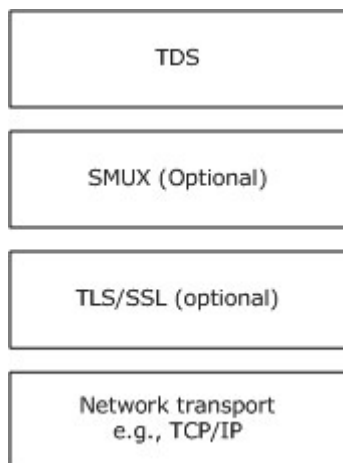 TDS
SMUX (Optional)
TLS/SSL (optional)
Network transport
e.g., TCP/IP